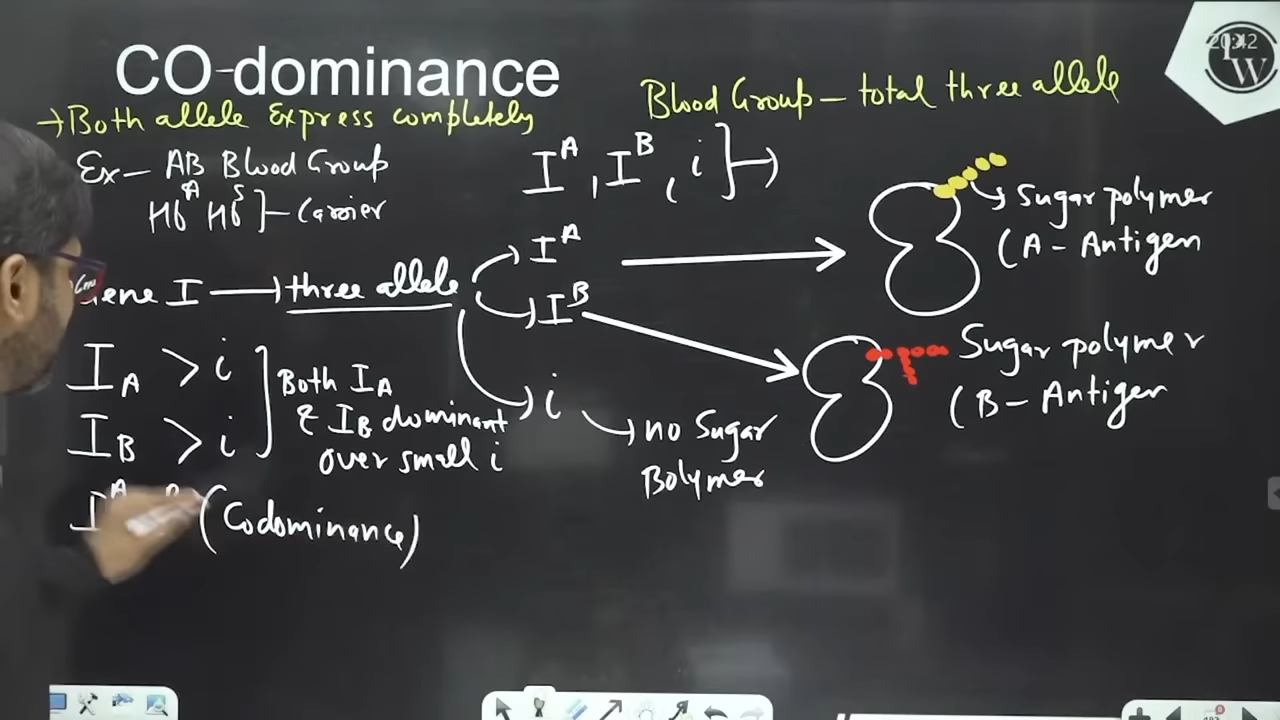 CO-dominance
→ Both allele Express completely
Ex- AB Blood Group
Hb^A Hb^S ]- Carrier
Gene I → three allele
I^A
I^B
i
I_A > i
I_B > i
Both I_A
& I_B dominant
over small i
I^A (Codominance)
Blood Group - total three allele
I^A, I^B, i }→
Sugar polymer
(A-Antigen
Sugar polymer
(B-Antigen
no Sugar
Bolymer
20:42
W